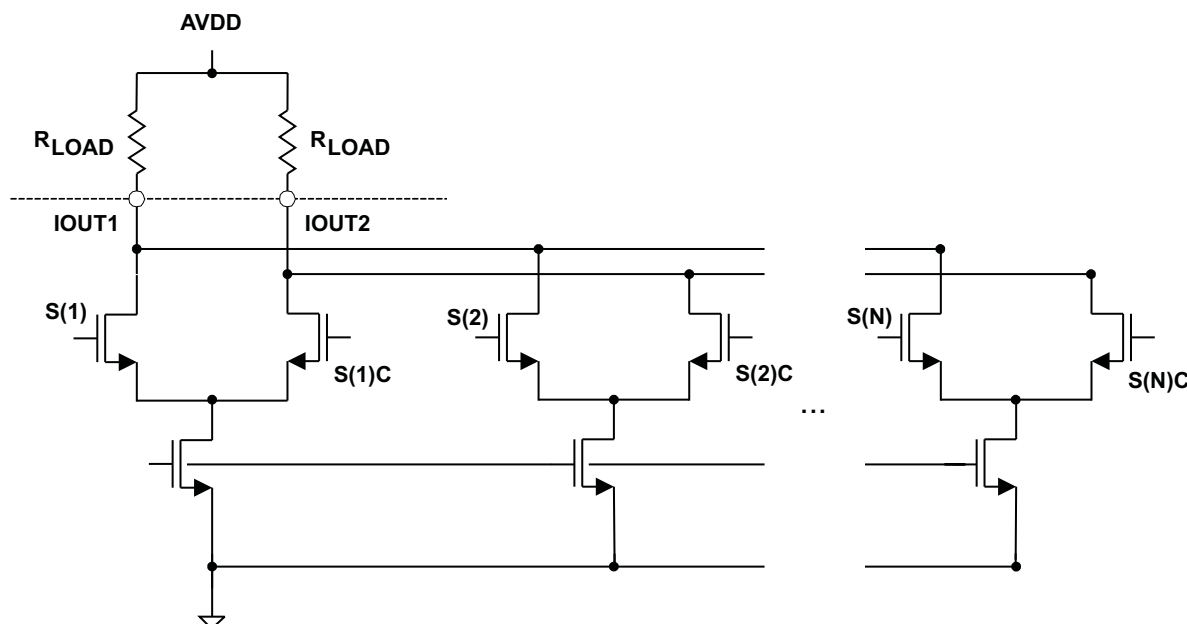 AVDD
RLOAD RLOAD
IOUT1 IOUT2
S(1) S(1)C S(2) S(2)C S(N) S(N)C
...